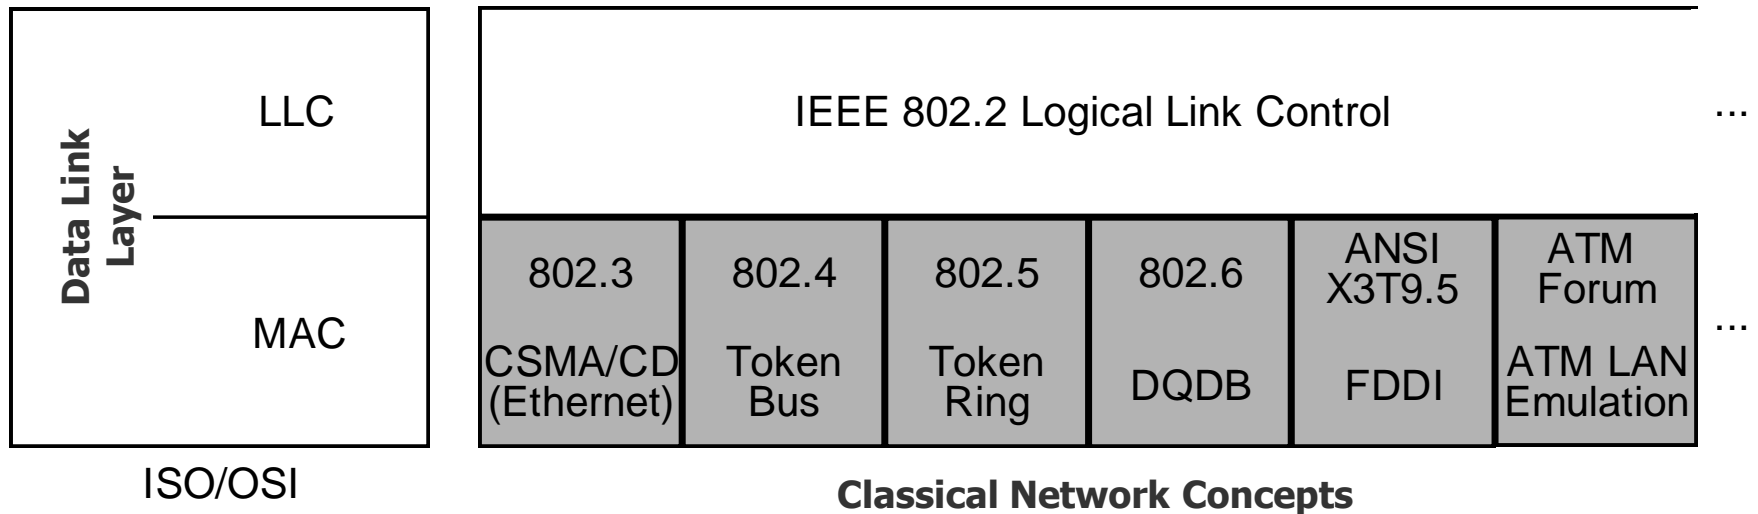 Data Link
Layer
LLC
MAC
ISO/OSI
IEEE 802.2 Logical Link Control
...
802.3
CSMA/CD
(Ethernet)
802.4
Token
Bus
802.5
Token
Ring
802.6
DQDB
ANSI
X3T9.5
FDDI
ATM
Forum
ATM LAN
Emulation
...
Classical Network Concepts